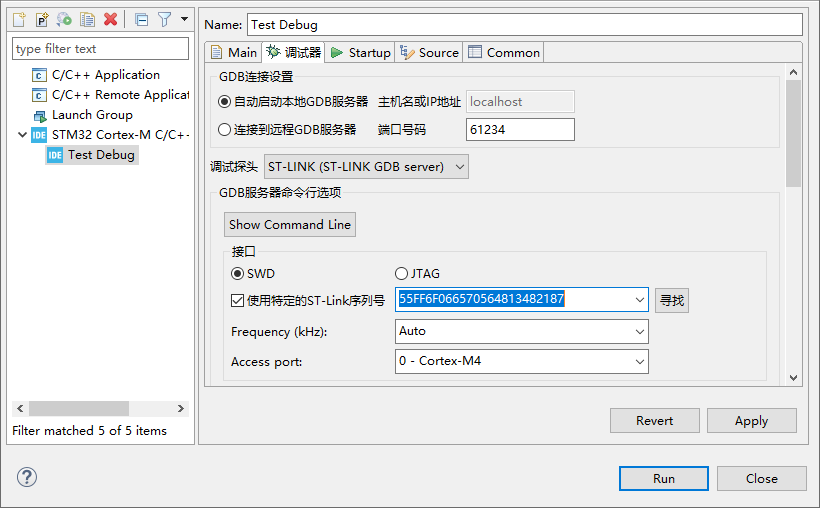 Name: Test Debug
type filter text
C/C++ Application
C/C++ Remote Applicat
Launch Group
STM32 Cortex-M C/C+-
IDE
Test Debug
IDE
Filter matched 5 of 5 items
Main 调试器 Startup Source Common
GDB连接设置
自动启动本地GDB服务器 主机名或IP地址 localhost
连接到远程GDB服务器 端口号码 61234
调试探头 ST-LINK (ST-LINK GDB server)
GDB服务器命令行选项
Show Command Line
接口
SWD JTAG
使用特定的ST-Link序列号 55FF6F066570564813482187 寻找
Frequency (kHz): Auto
Access port: 0 - Cortex-M4
Revert Apply
Run Close